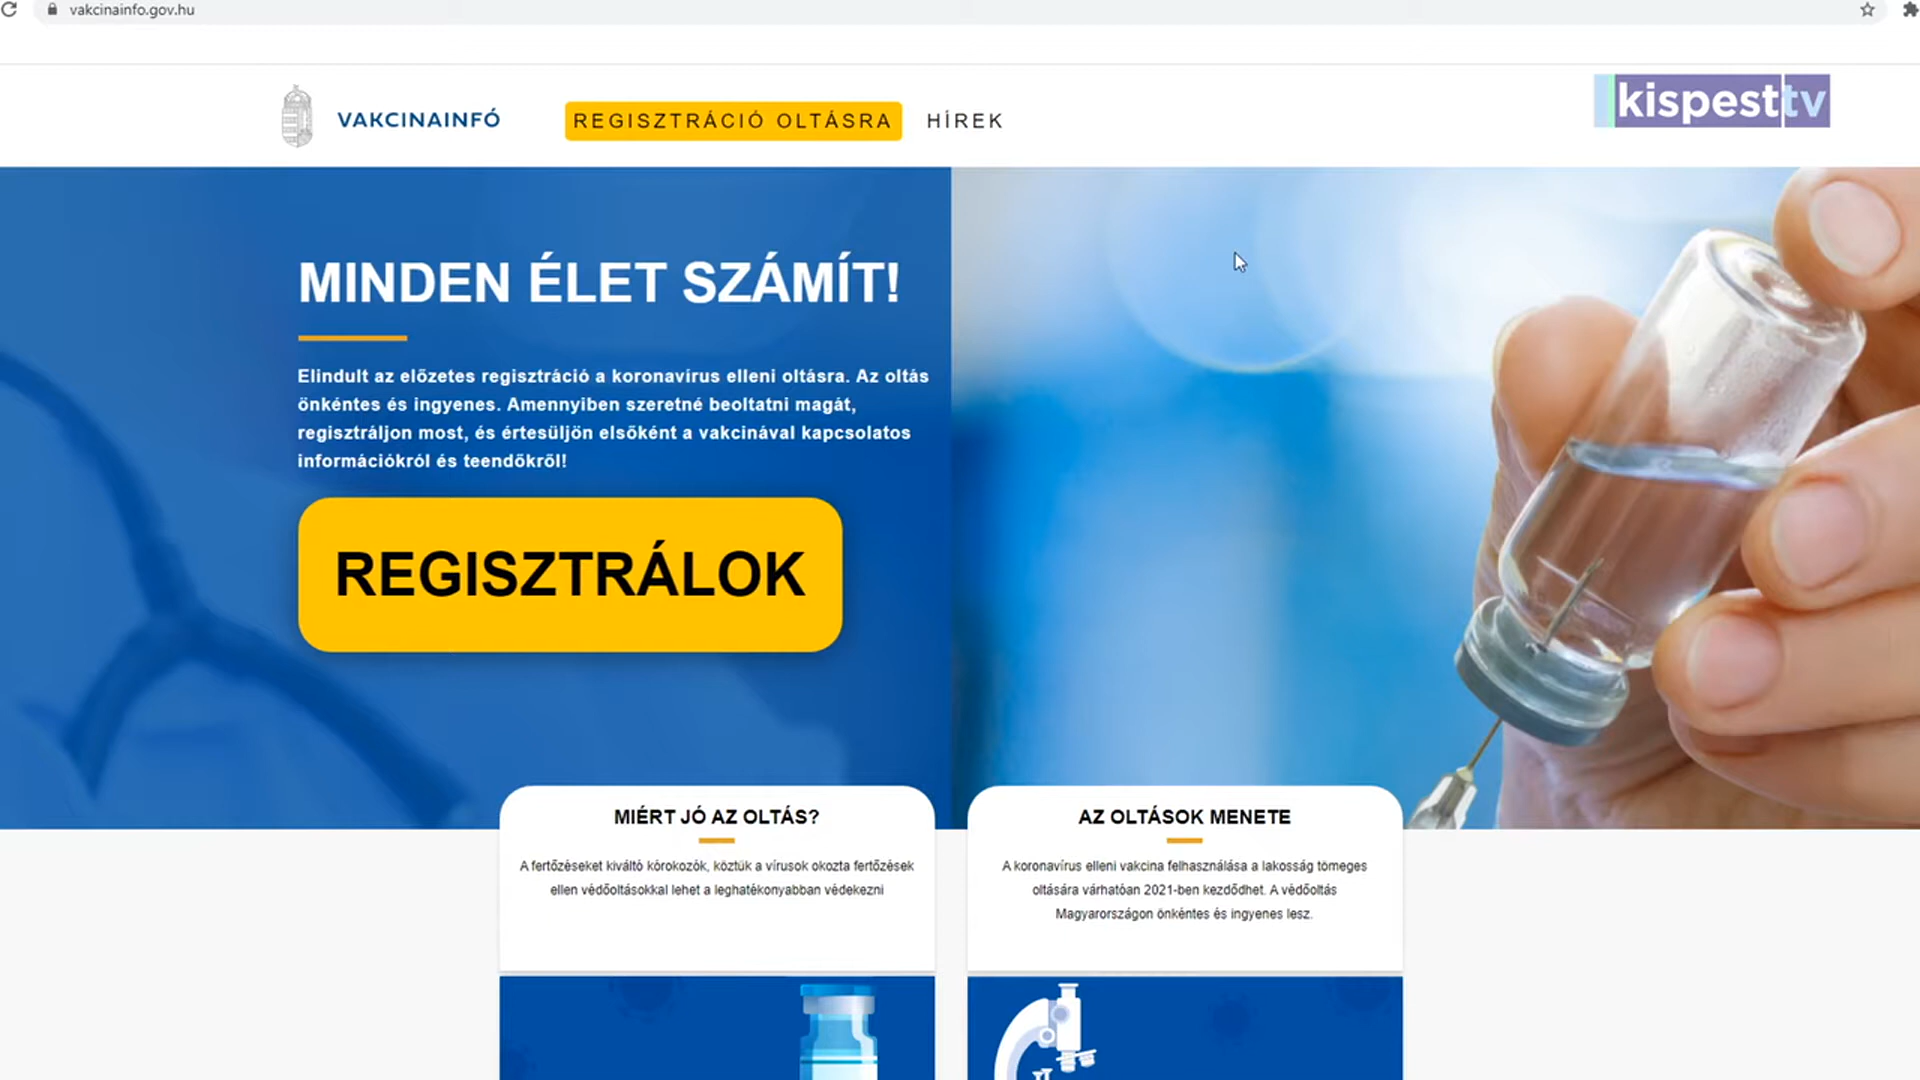 vakcinainfo.gov.hu
VAKCINAINFÓ
REGISZTRÁCIÓ OLTÁSRA
HÍREK
kispesttv
MINDEN ÉLET SZÁMÍT!
Elindult az előzetes regisztráció a koronavírus elleni oltásra. Az oltás
önkéntes és ingyenes. Amennyiben szeretné beoltatni magát,
regisztráljon most, és értesüljön elsőként a vakcinával kapcsolatos
információkról és teendőkről!
REGISZTRÁLOK
MIÉRT JÓ AZ OLTÁS?
A fertőzéseket kiváltó kórokozók, köztük a vírusok okozta fertőzések
ellen védőoltásokkal lehet a leghatékonyabban védekezni
AZ OLTÁSOK MENETE
A koronavírus elleni vakcina felhasználása a lakosság tömeges
oltására várhatóan 2021-ben kezdődhet. A védőoltás
Magyarországon önkéntes és ingyenes lesz.